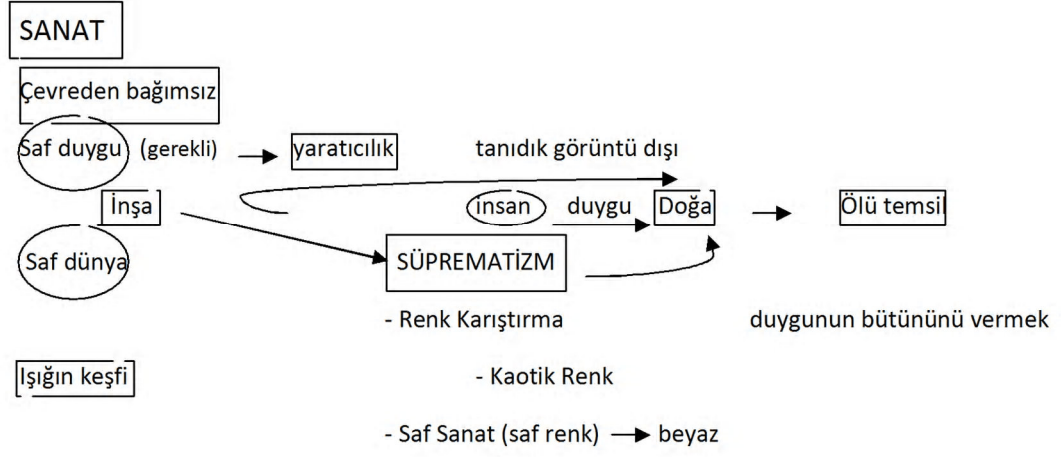 SANAT
Çevreden bağımsız
Saf duygu (gerekli) yaratıcılık tanıdık görüntü dışı
İnşa insan duygu Doğa Ölü temsil
Saf dünya SÜPREMATİZM
- Renk Karıştırma duygunun bütününü vermek
Işığın keşfi - Kaotik Renk
- Saf Sanat (saf renk) beyaz